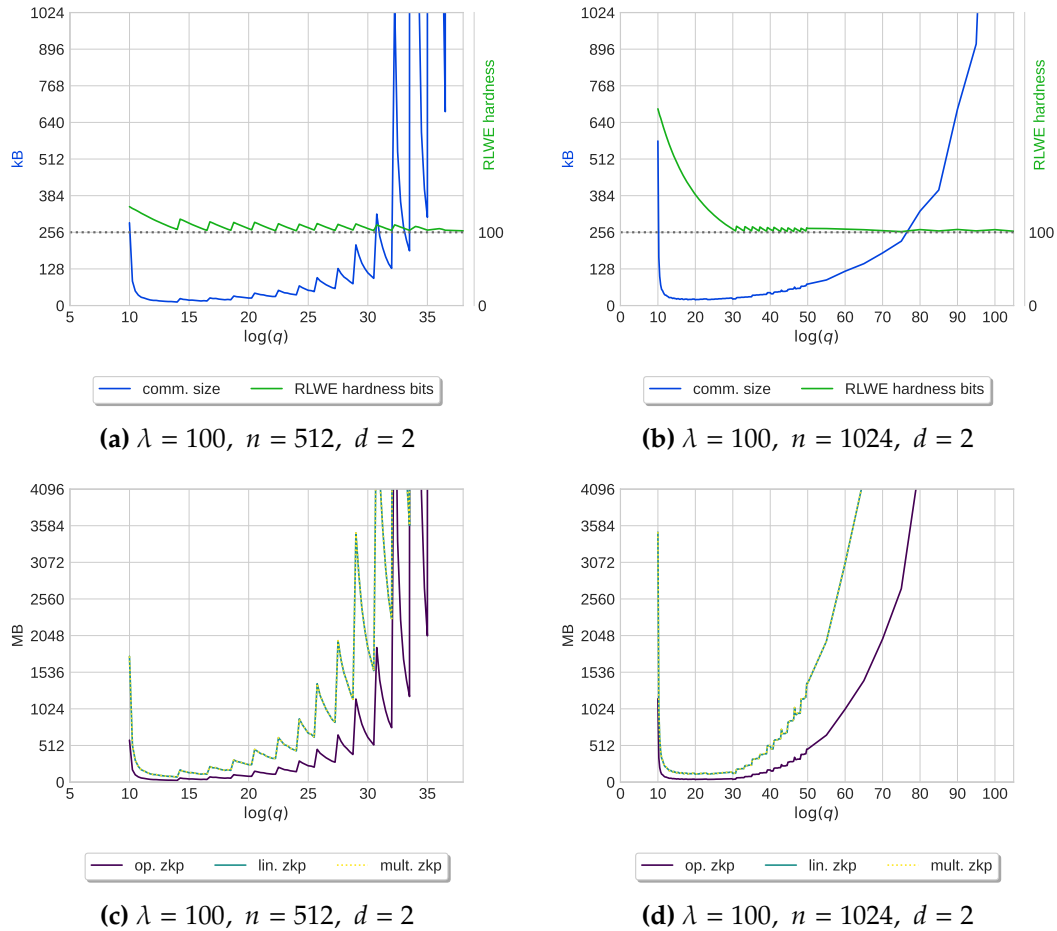 1024
896
768
640
512
384
256
128
0
kB
5 10 15 20 25 30 35
log(q)
100
0
RLWE hardness
comm. size RLWE hardness bits
(a) λ = 100, n = 512, d = 2
1024
896
768
640
512
384
256
128
0
kB
0 10 20 30 40 50 60 70 80 90 100
log(q)
100
0
RLWE hardness
comm. size RLWE hardness bits
(b) λ = 100, n = 1024, d = 2
4096
3584
3072
2560
2048
1536
1024
512
0
MB
5 10 15 20 25 30 35
log(q)
op. zkp lin. zkp mult. zkp
(c) λ = 100, n = 512, d = 2
4096
3584
3072
2560
2048
1536
1024
512
0
MB
0 10 20 30 40 50 60 70 80 90 100
log(q)
op. zkp lin. zkp mult. zkp
(d) λ = 100, n = 1024, d = 2